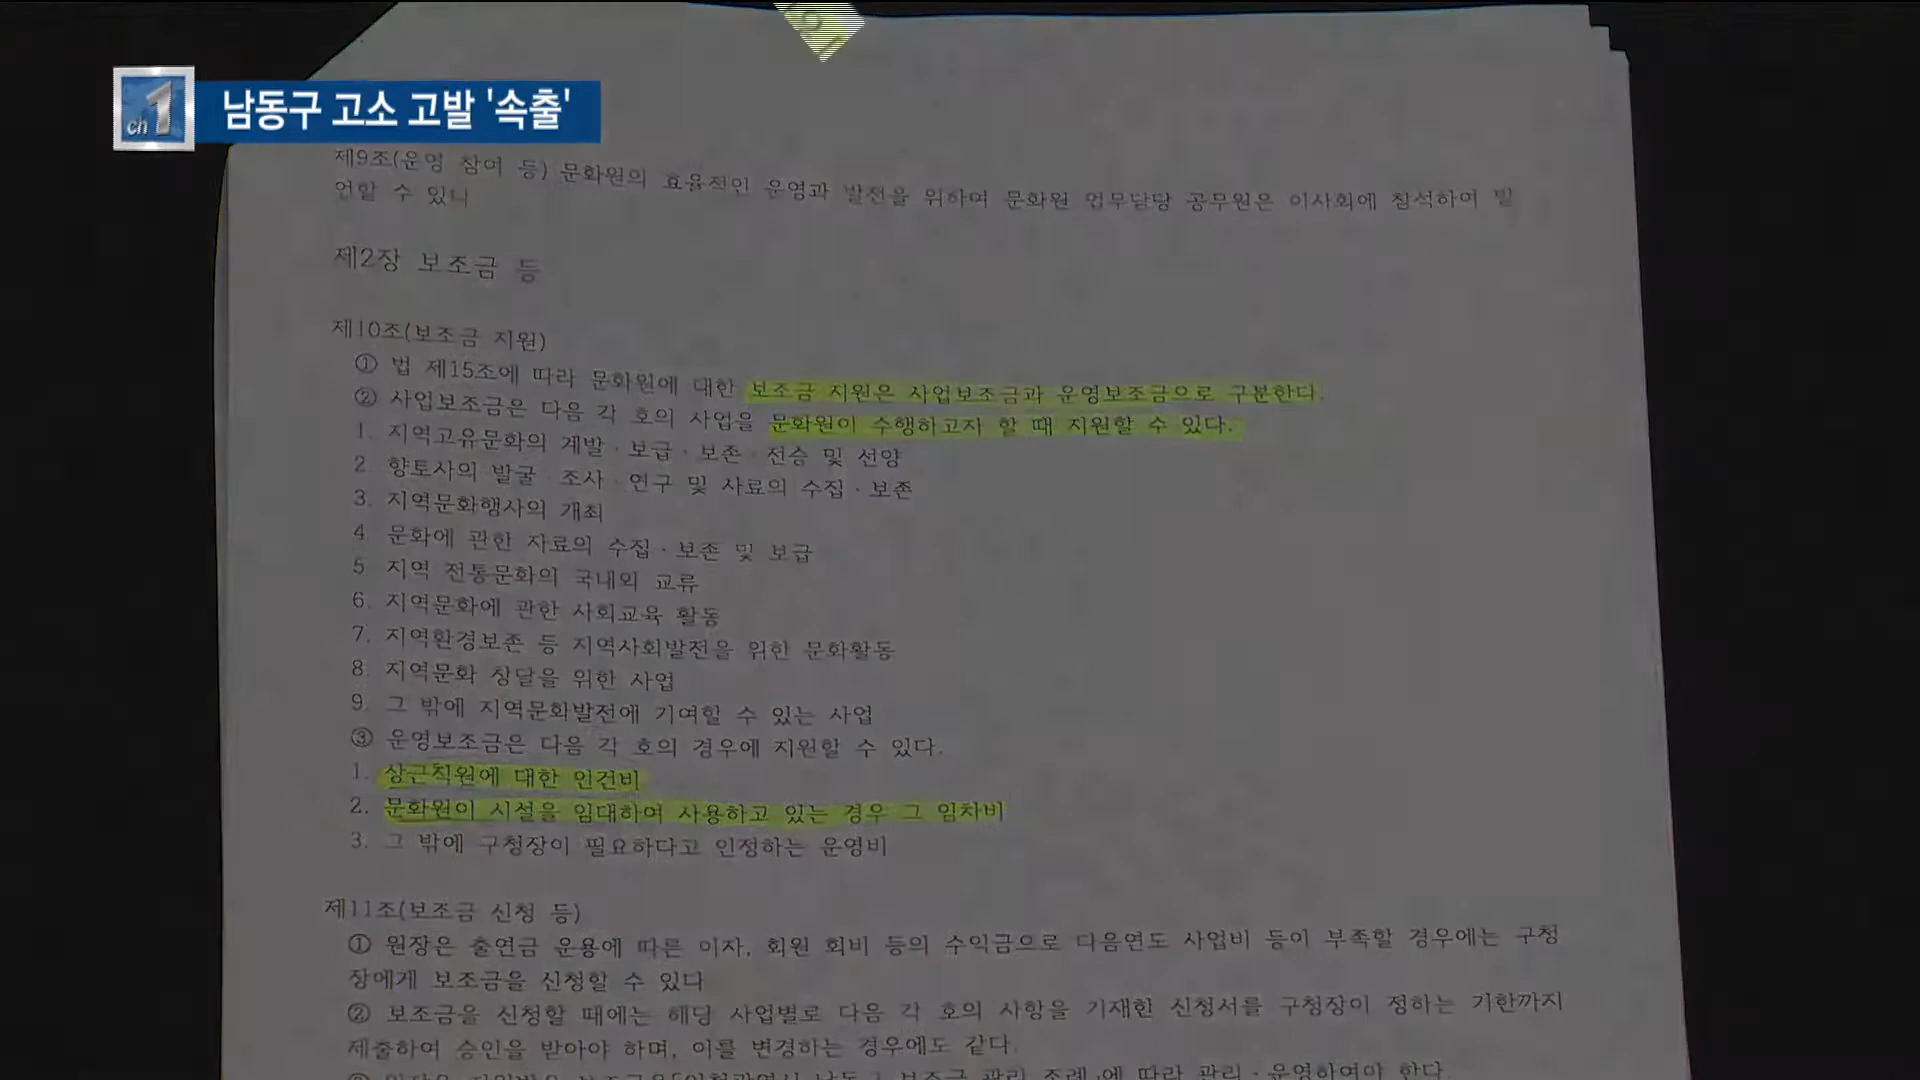 ch 1
남동구 고소 고발 '속출'
제9조(운영 참여 등) 문화원의 효율적인 운영과 발전을 위하여 문화원 업무담당 공무원은 이사회에 참석하여 발
언할 수 있니
제2장 보조금 등
제10조(보조금 지원)
① 법 제15조에 따라 문화원에 대한 보조금 지원은 사업보조금과 운영보조금으로 구분한다.
② 사업보조금은 다음 각 호의 사업을 문화원이 수행하고자 할 때 지원할 수 있다.
1. 지역고유문화의 계발·보급·보존·전승 및 선양
2. 향토사의 발굴·조사·연구 및 사료의 수집·보존
3. 지역문화행사의 개최
4. 문화에 관한 자료의 수집·보존 및 보급
5. 지역 전통문화의 국내외 교류
6. 지역문화에 관한 사회교육 활동
7. 지역환경보존 등 지역사회발전을 위한 문화활동
8. 지역문화 창달을 위한 사업
9. 그 밖에 지역문화발전에 기여할 수 있는 사업
③ 운영보조금은 다음 각 호의 경우에 지원할 수 있다.
1. 상근직원에 대한 인건비
2. 문화원이 시설을 임대하여 사용하고 있는 경우 그 임차비
3. 그 밖에 구청장이 필요하다고 인정하는 운영비
제11조(보조금 신청 등)
① 원장은 출연금 운용에 따른 이자, 회원 회비 등의 수익금으로 다음연도 사업비 등이 부족할 경우에는 구청
장에게 보조금을 신청할 수 있다
② 보조금을 신청할 때에는 해당 사업별로 다음 각 호의 사항을 기재한 신청서를 구청장이 정하는 기한까지
제출하여 승인을 받아야 하며, 이를 변경하는 경우에도 같다.
보조금 관리 조례」에 따라 관리·운영하여야 한다.